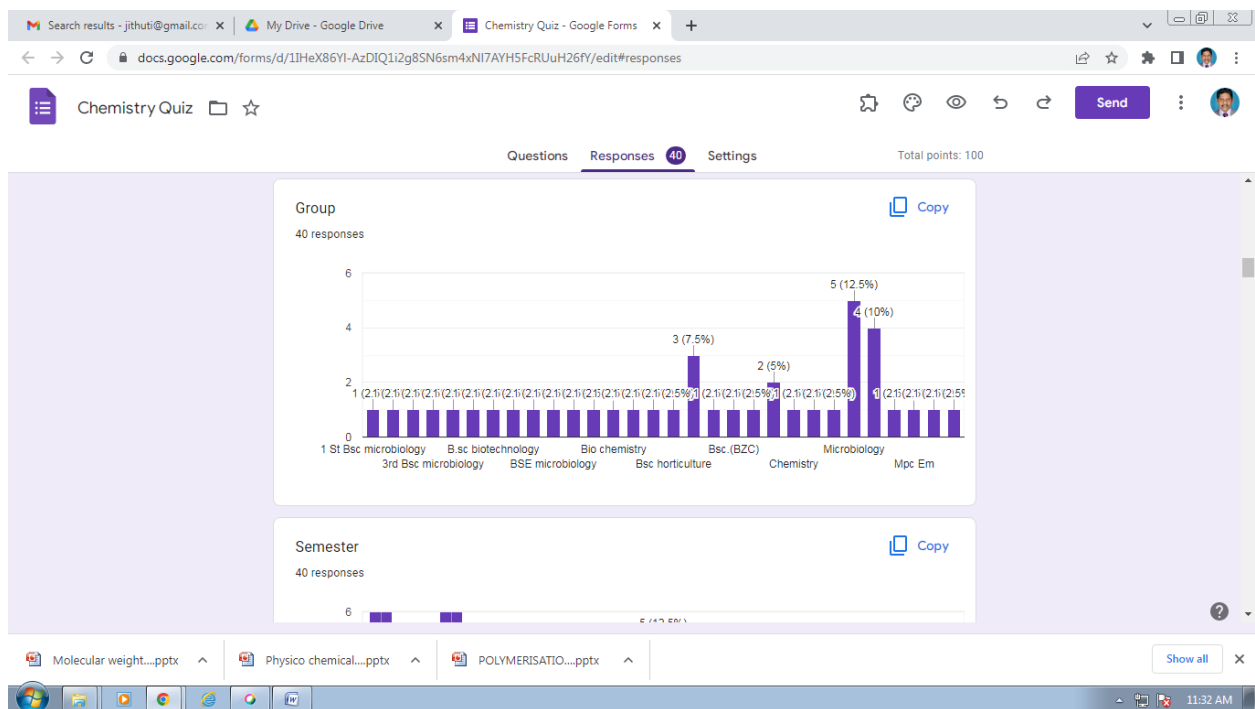 Search results - jithuti@gmail.cor
My Drive - Google Drive
Chemistry Quiz - Google Forms
docs.google.com/forms/d/1IHeX86YI-AzDIQ1i2g8SN6sm4xNI7AYH5FcRUuH26fY/edit#responses
Chemistry Quiz
Send
Questions Responses 40 Settings Total points: 100
Group
Copy
40 responses
6
5 (12.5%)
4 (10%)
4
3 (7.5%)
2 (5%)
2
0
1 St Bsc microbiology B.sc biotechnology Bio chemistry Bsc.(BZC) Microbiology
3rd Bsc microbiology BSE microbiology Bsc horticulture Chemistry Mpc Em
Semester
Copy
40 responses
6
Molecular weight....pptx
Physico chemical....pptx
POLYMERISATIO....pptx
Show all
11:32 AM